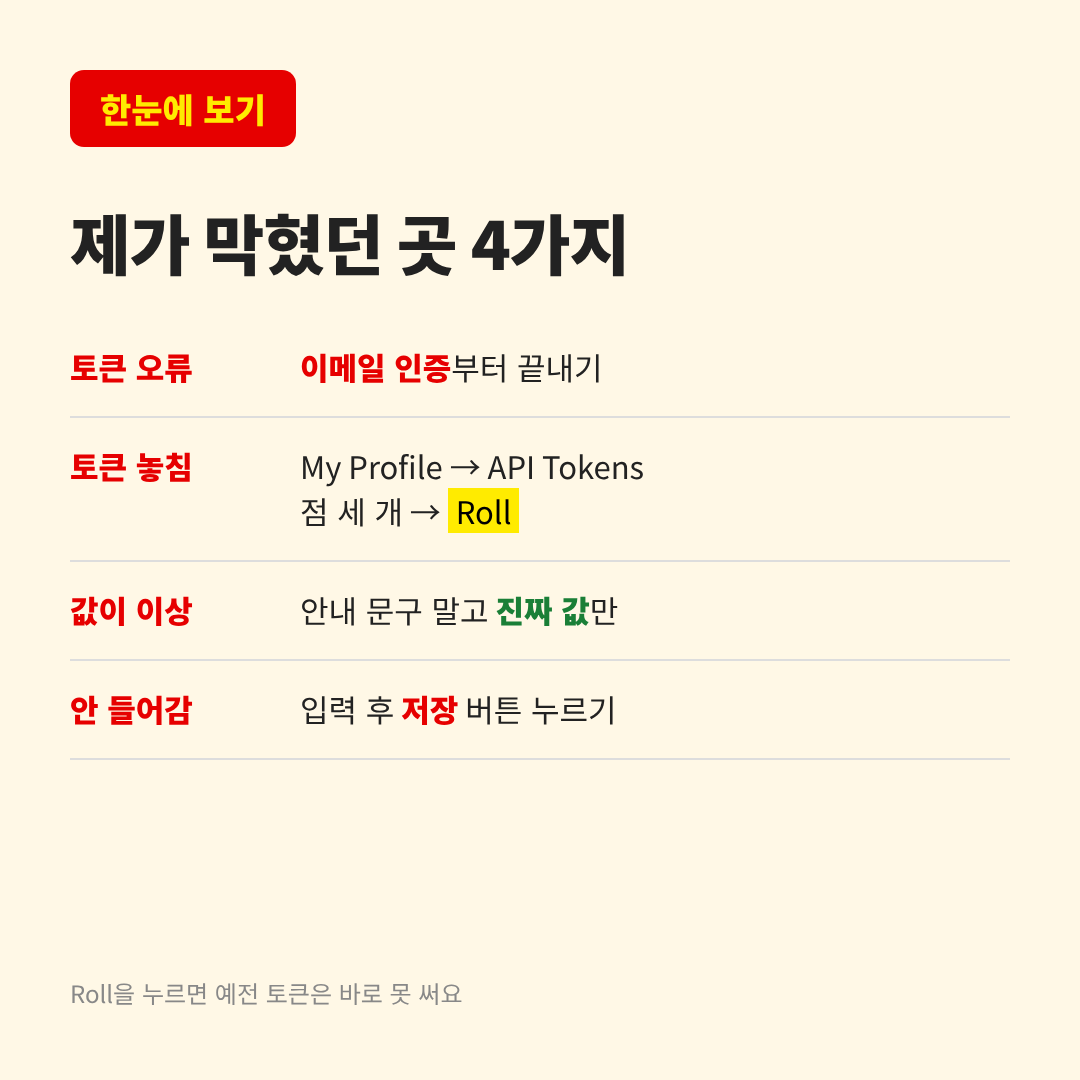 한눈에 보기
제가 막혔던 곳 4가지
토큰 오류 이메일 인증부터 끝내기
토큰 놓침 My Profile → API Tokens
점 세 개 → Roll
값이 이상 안내 문구 말고 진짜 값만
안 들어감 입력 후 저장 버튼 누르기
Roll을 누르면 예전 토큰은 바로 못 써요